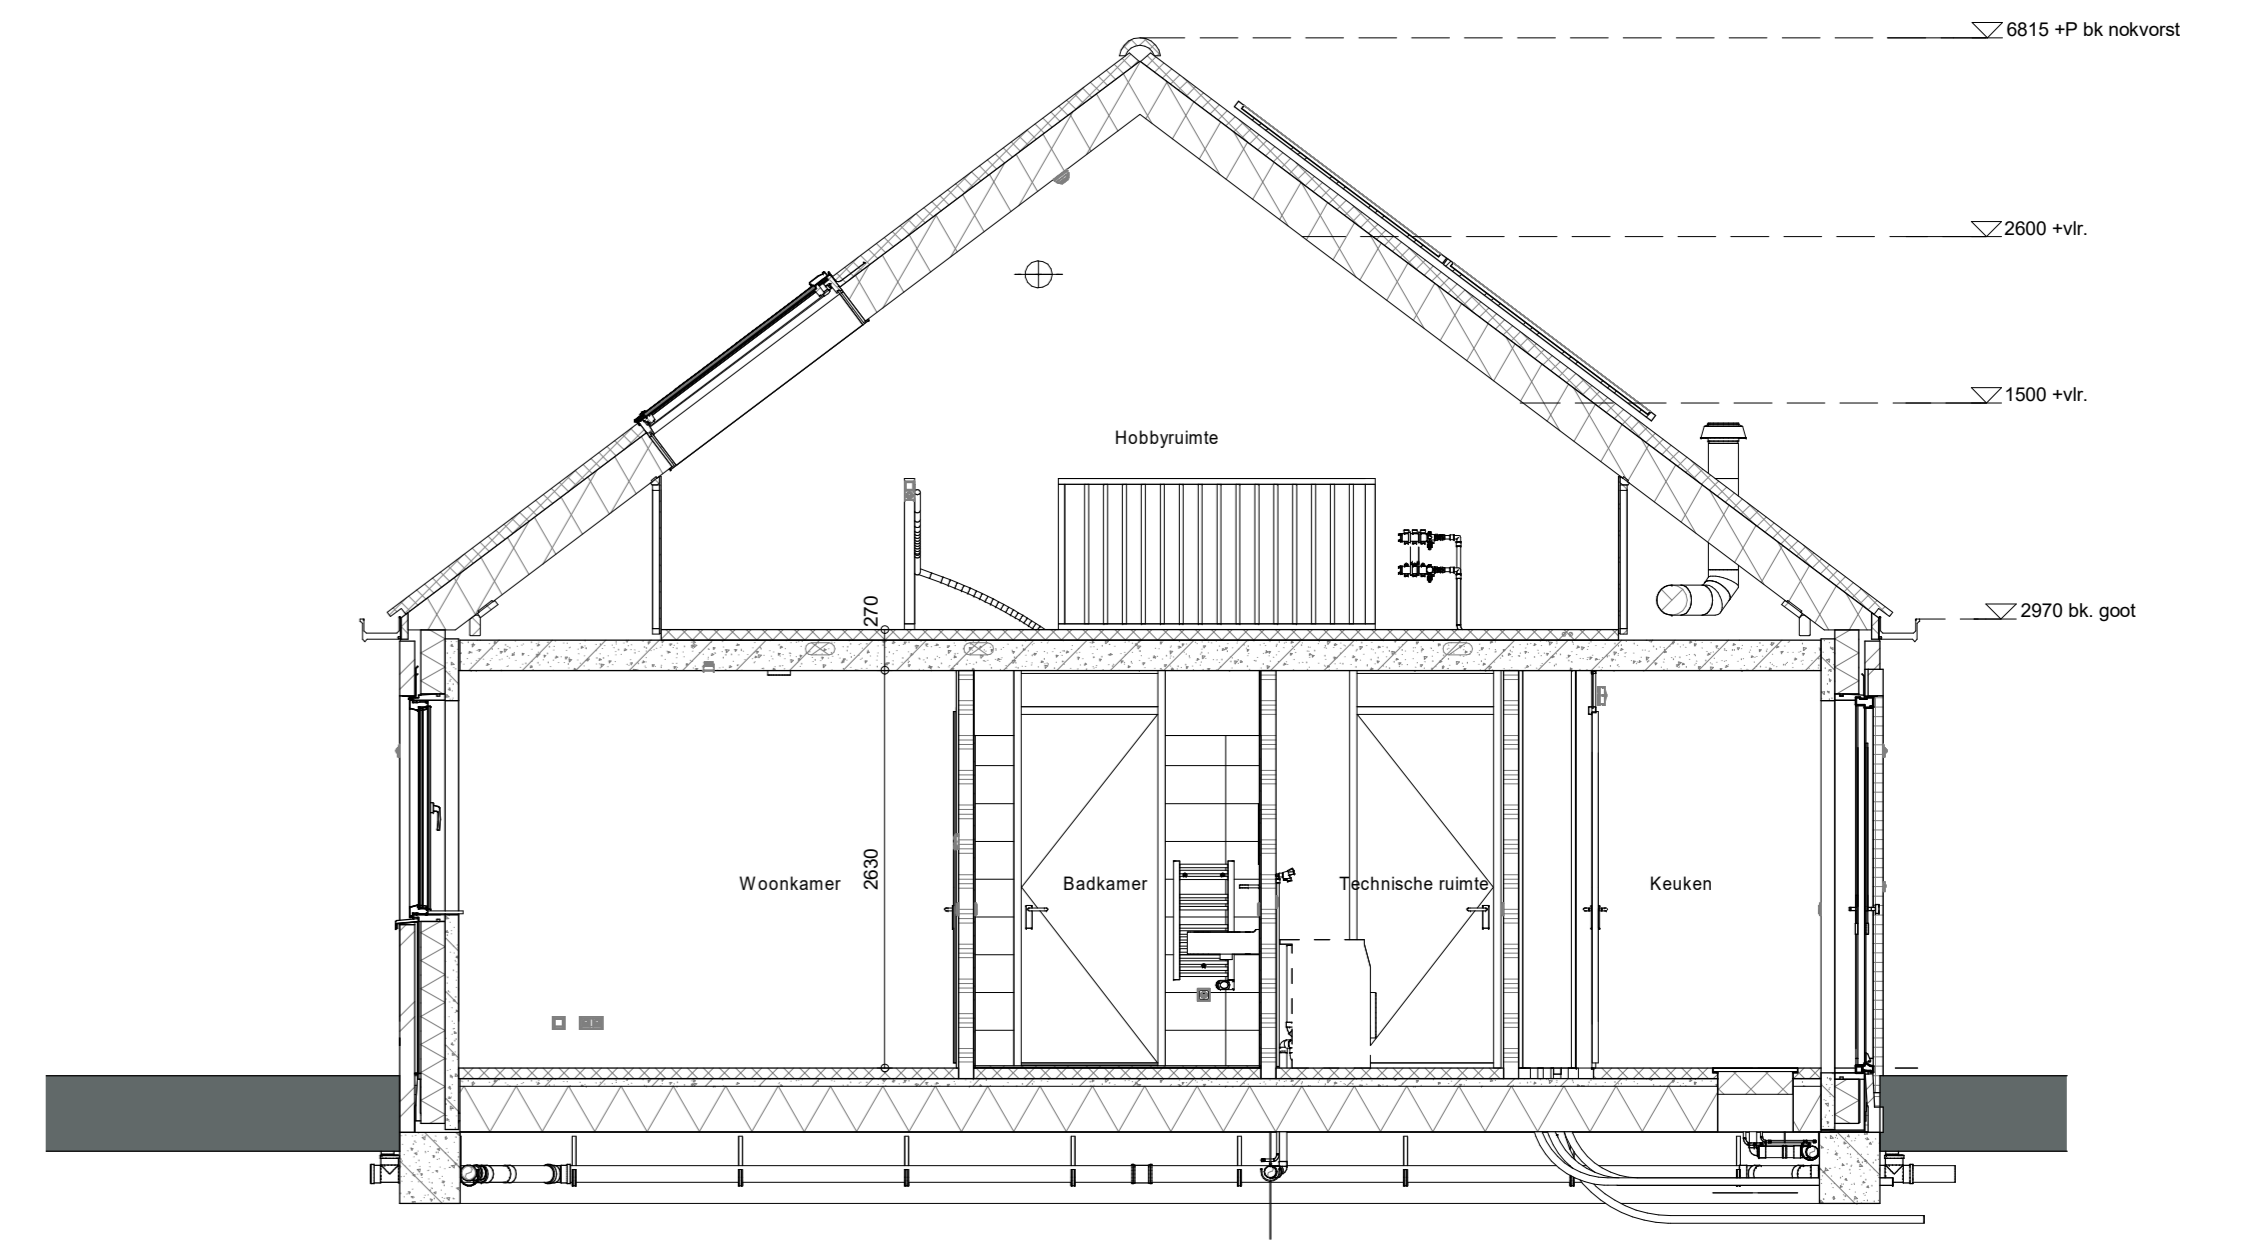 6815 +P bk nokvorst
2600 +vlr.
1500 +vlr.
Hobbyruimte
270
2970 bk. goot
Woonkamer
2630
Badkamer
Technische ruimte
Keuken